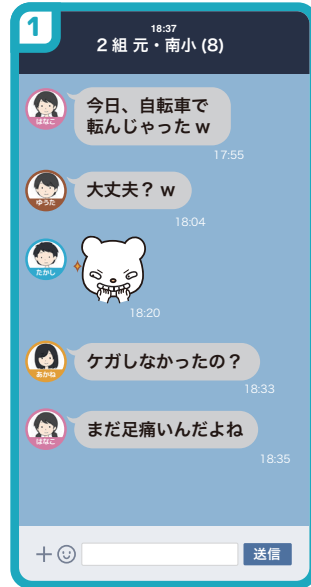 1
18:37
2組 元・南小 (8)
はなこ
今日、自転車で
転んじゃった w
17:55
ゆうた
大丈夫？ w
18:04
たかし
18:20
あかね
ケガしなかったの？
18:33
はなこ
まだ足痛いんだよね
18:35
送信